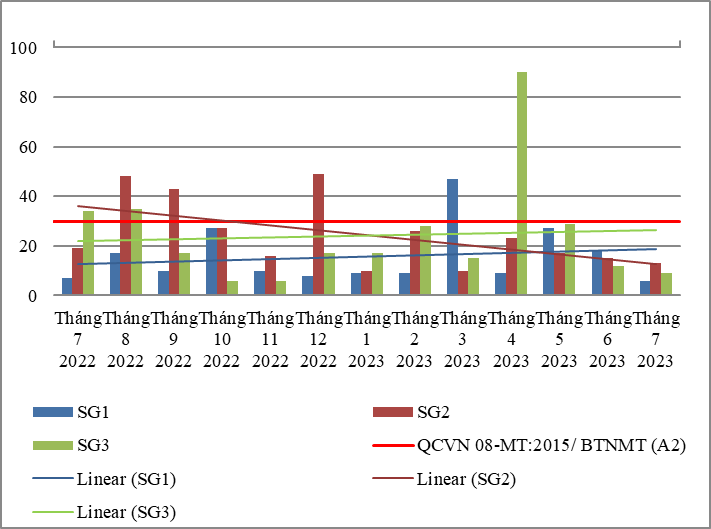 100
80
60
40
20
0
Tháng 7 2022
Tháng 8 2022
Tháng 9 2022
Tháng 10 2022
Tháng 11 2022
Tháng 12 2022
Tháng 1 2023
Tháng 2 2023
Tháng 3 2023
Tháng 4 2023
Tháng 5 2023
Tháng 6 2023
Tháng 7 2023
SG1
SG2
SG3
QCVN 08-MT:2015/ BTNMT (A2)
Linear (SG1)
Linear (SG2)
Linear (SG3)